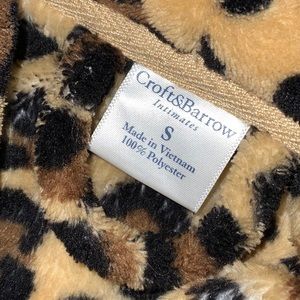 Croft&Barrow
Intimates
S
Made in Vietnam
100% Polyester